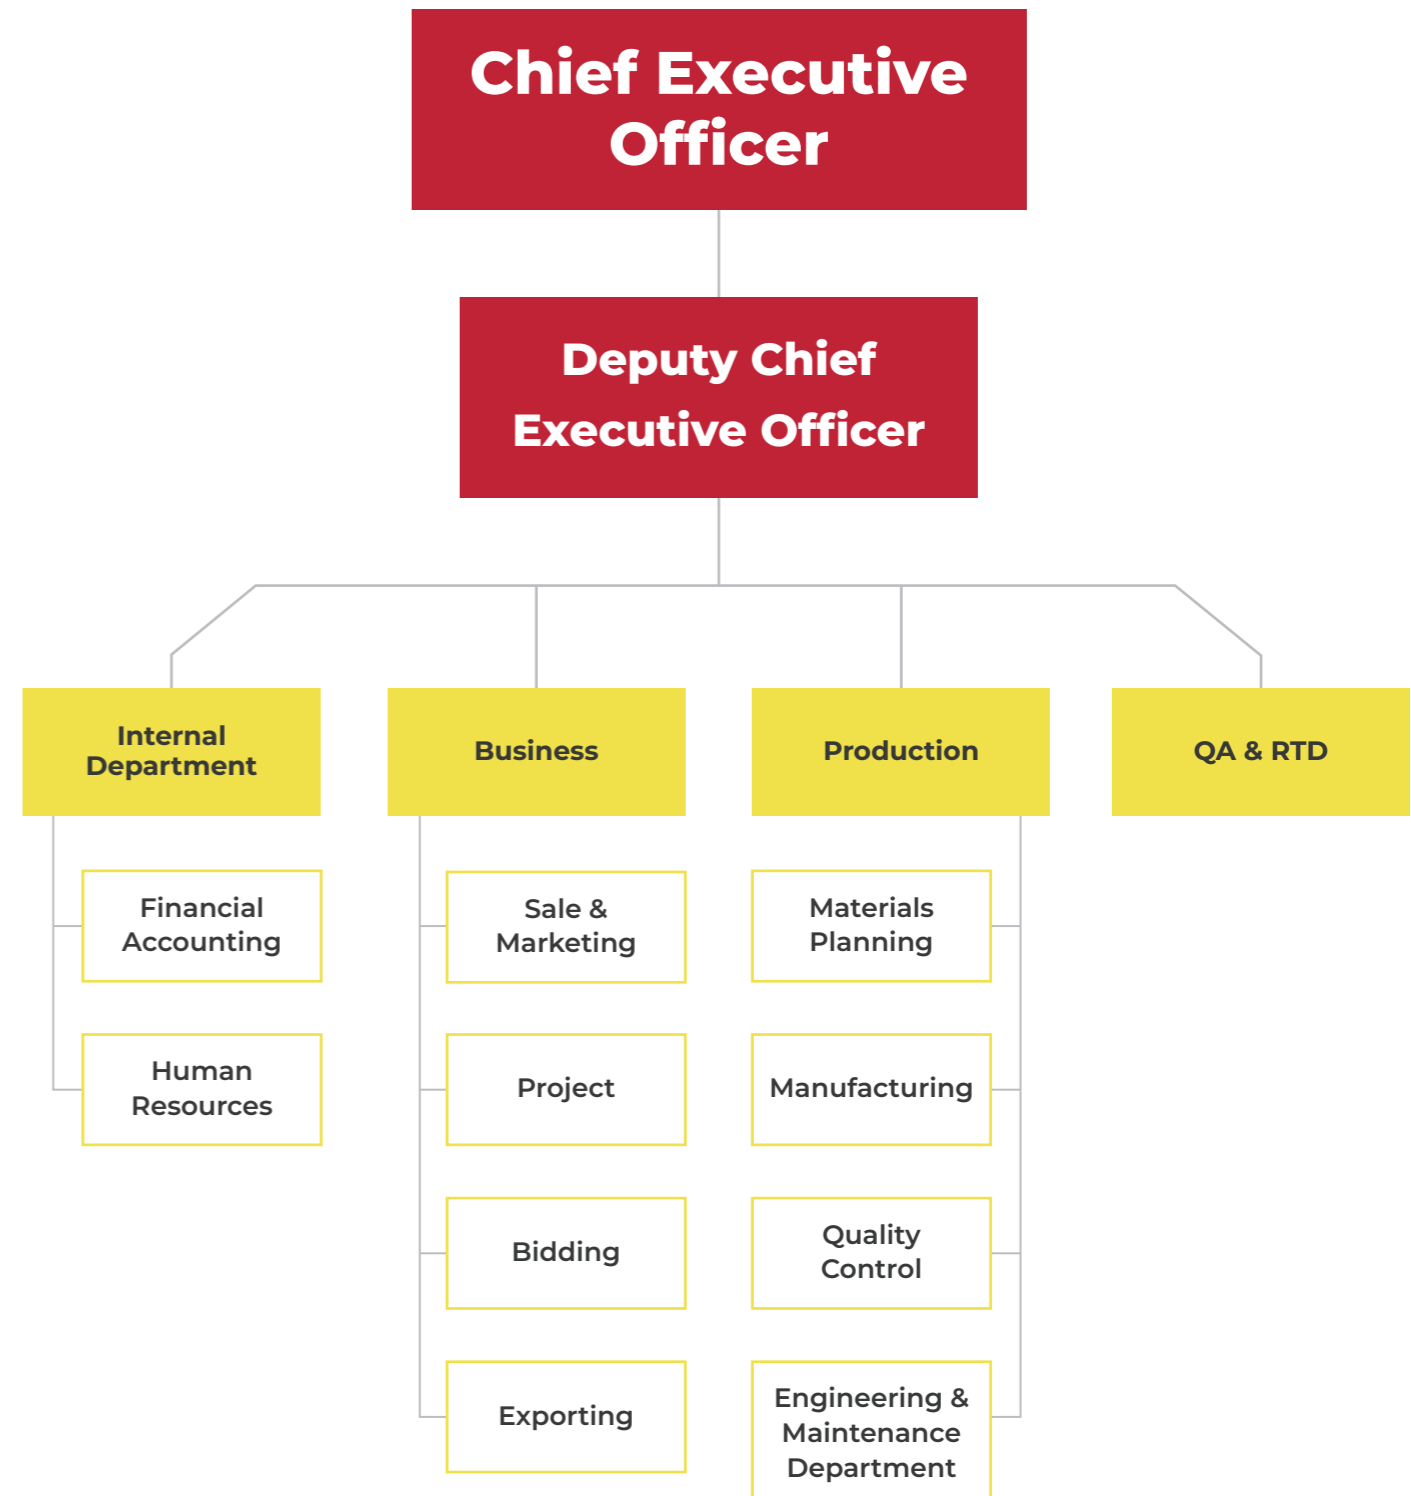 Chief Executive
Officer
Deputy Chief
Executive Officer
Internal
Department
Business
Production
QA & RTD
Financial
Accounting
Sale &
Marketing
Materials
Planning
Human
Resources
Project
Manufacturing
Bidding
Quality
Control
Exporting
Engineering &
Maintenance
Department